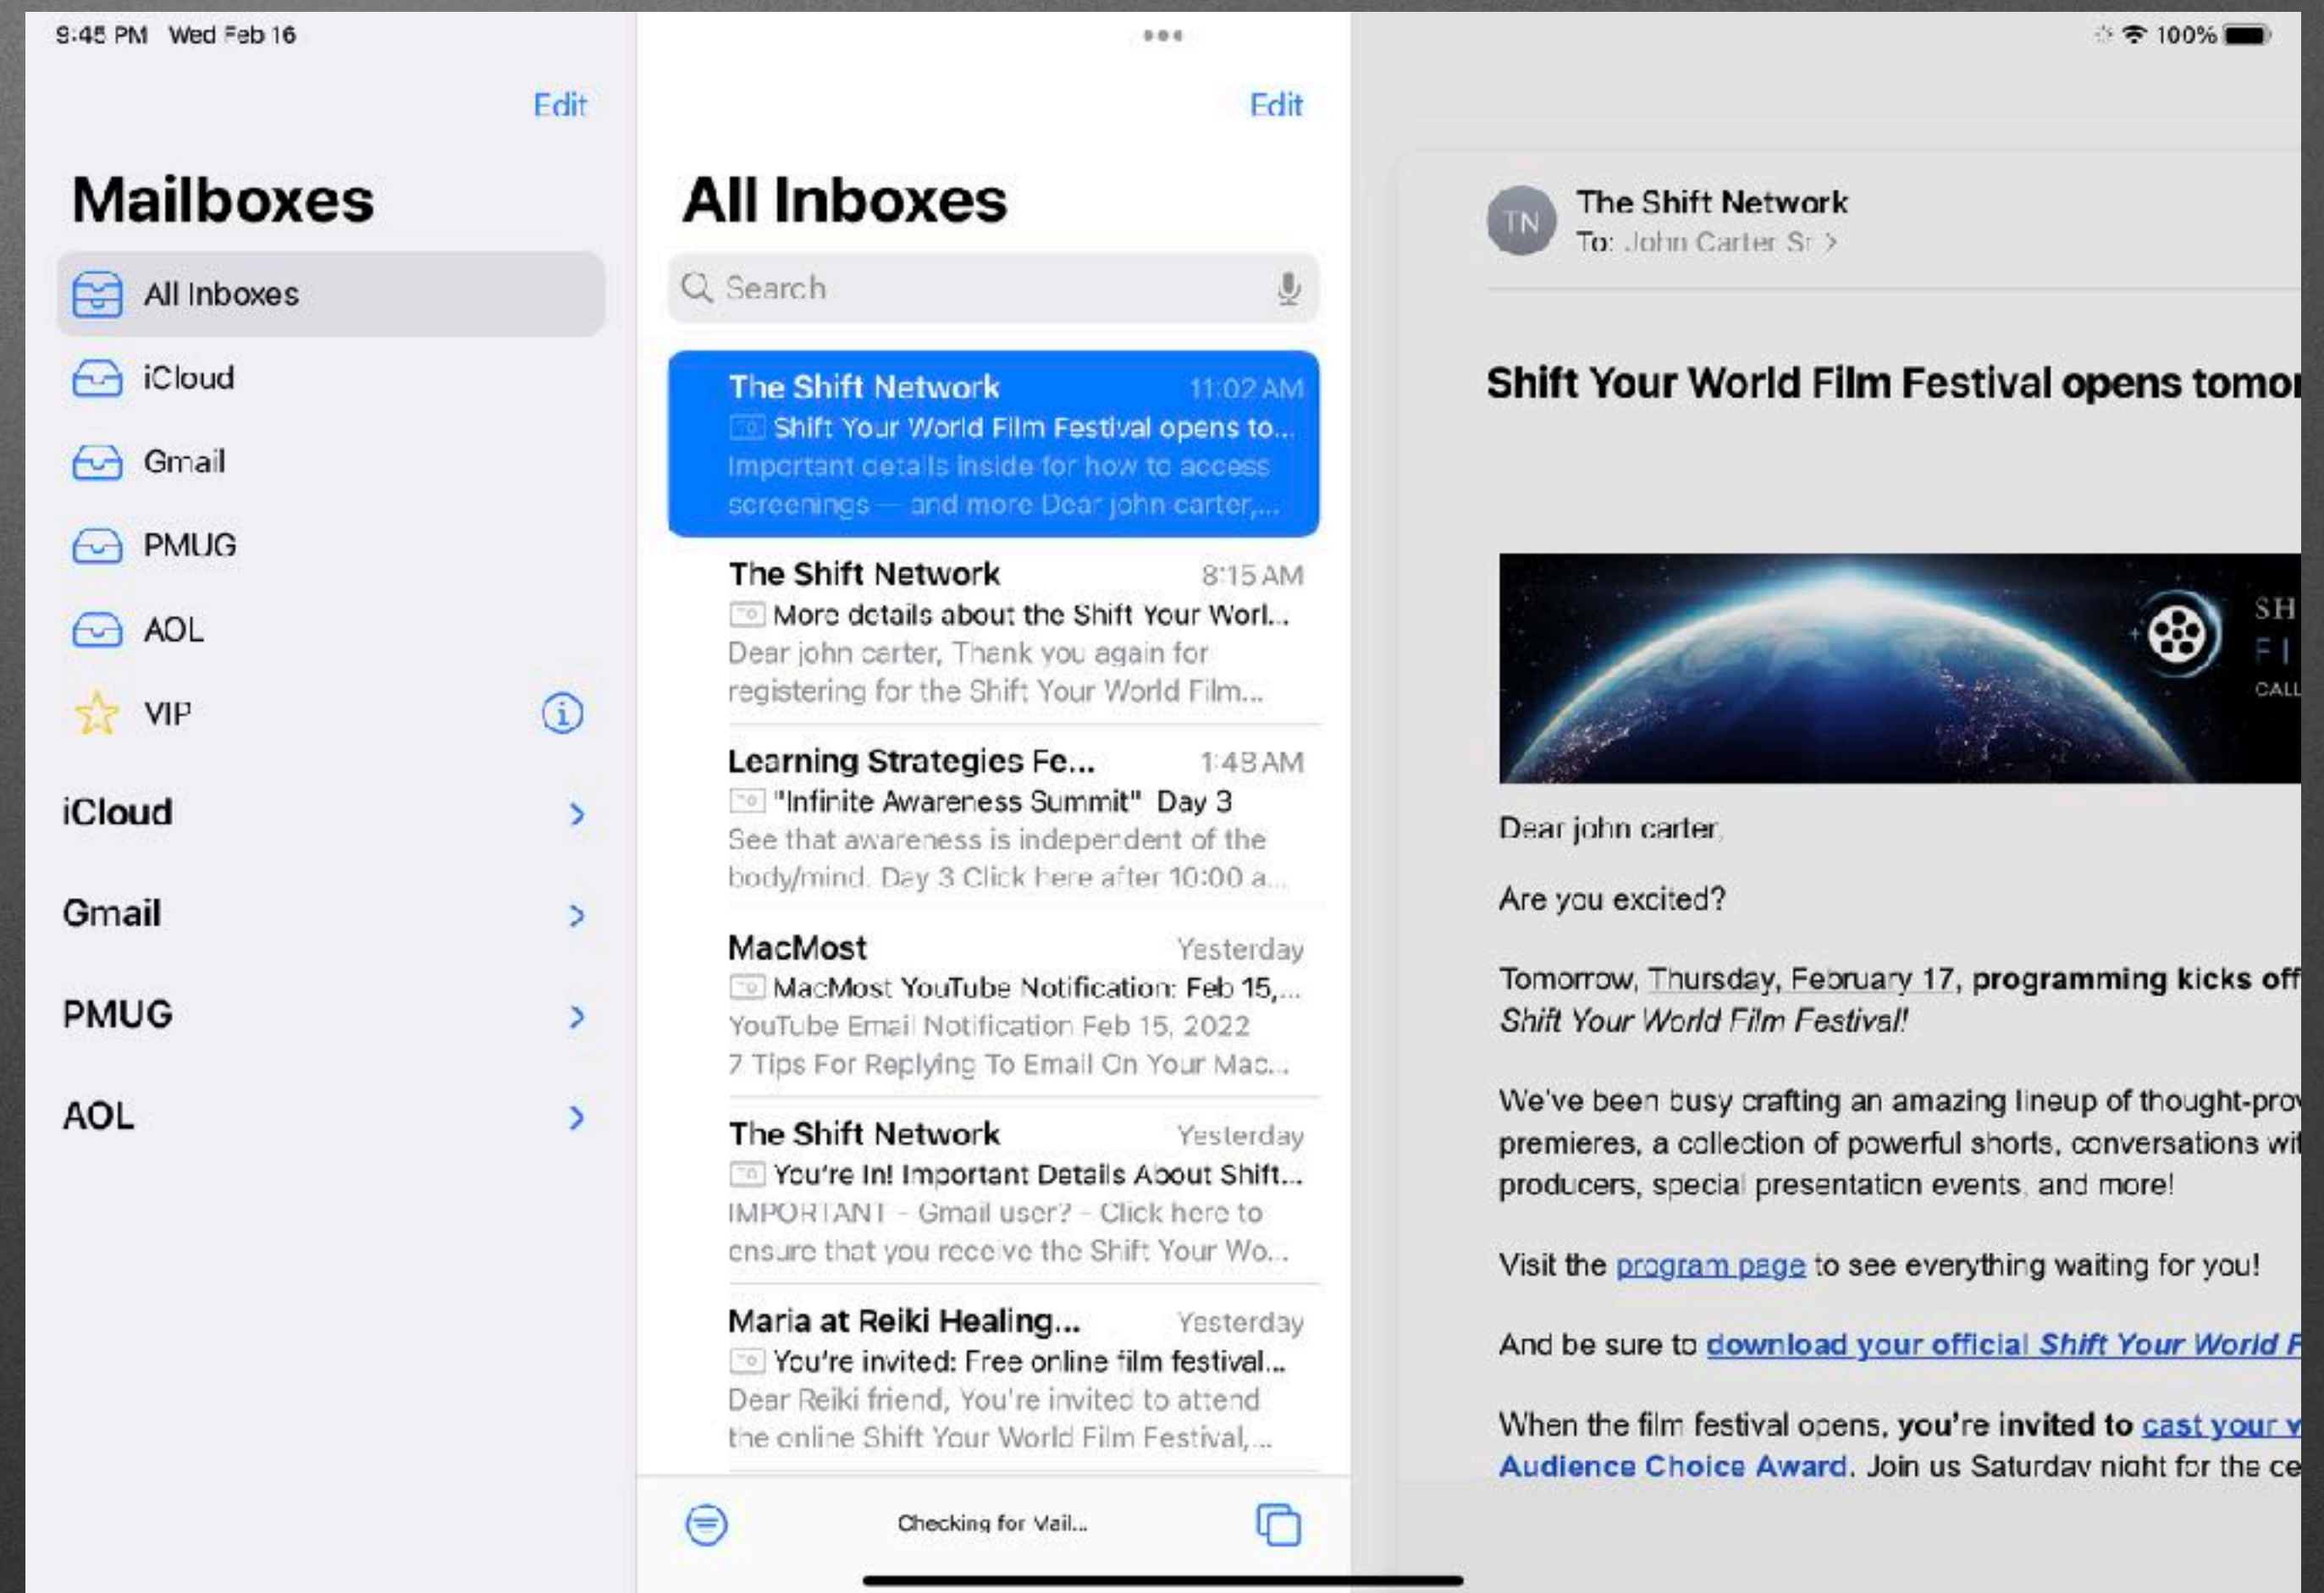 9:45 PM Wed Feb 16
100%
Edit
Mailboxes
All Inboxes
iCloud
Gmail
PMUG
AOL
VIP
iCloud
Gmail
PMUG
AOL
Edit
All Inboxes
Search
The Shift Network 11:02 AM
Shift Your World Film Festival opens to...
Important details inside for how to access
screenings — and more Dear john carter,...
The Shift Network 8:15 AM
More details about the Shift Your Worl...
Dear john carter, Thank you again for
registering for the Shift Your World Film...
Learning Strategies Fe... 1:48 AM
"Infinite Awareness Summit" Day 3
See that awareness is independent of the
body/mind. Day 3 Click here after 10:00 a...
MacMost Yesterday
MacMost YouTube Notification: Feb 15,...
YouTube Email Notification Feb 15, 2022
7 Tips For Replying To Email On Your Mac...
The Shift Network Yesterday
You're In! Important Details About Shift...
IMPORTANT - Gmail user? - Click here to
ensure that you receive the Shift Your Wo...
Maria at Reiki Healing... Yesterday
You're invited: Free online film festival...
Dear Reiki friend, You're invited to attend
the online Shift Your World Film Festival,...
Checking for Mail...
TN
The Shift Network
To: John Carter Sr
Shift Your World Film Festival opens tomor
SH
FI
CALL
Dear john carter,
Are you excited?
Tomorrow, Thursday, February 17, programming kicks off
Shift Your World Film Festival!
We've been busy crafting an amazing lineup of thought-prov
premieres, a collection of powerful shorts, conversations wit
producers, special presentation events, and more!
Visit the program page to see everything waiting for you!
And be sure to download your official Shift Your World F
When the film festival opens, you're invited to cast your v
Audience Choice Award. Join us Saturday night for the ce